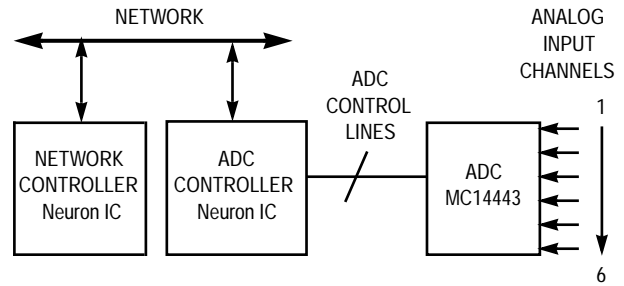 NETWORK
ANALOG
INPUT
CHANNELS
ADC
CONTROL
LINES
1
NETWORK
CONTROLLER
Neuron IC
ADC
CONTROLLER
Neuron IC
ADC
MC14443
6